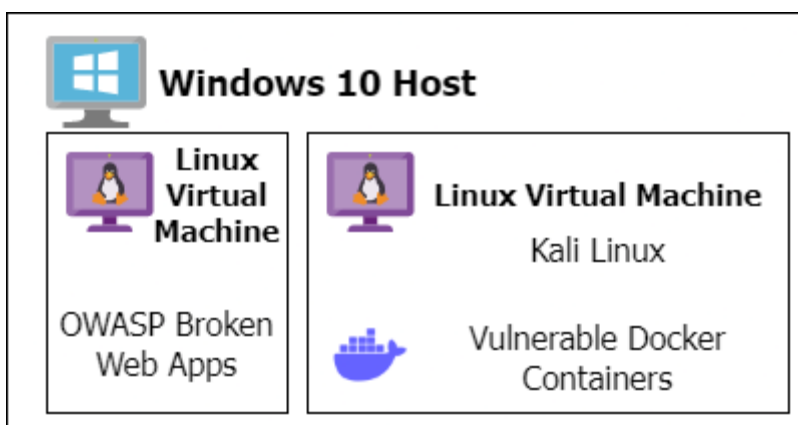 Windows 10 Host
Linux
Virtual
Machine
OWASP Broken
Web Apps
Linux Virtual Machine
Kali Linux
Vulnerable Docker
Containers